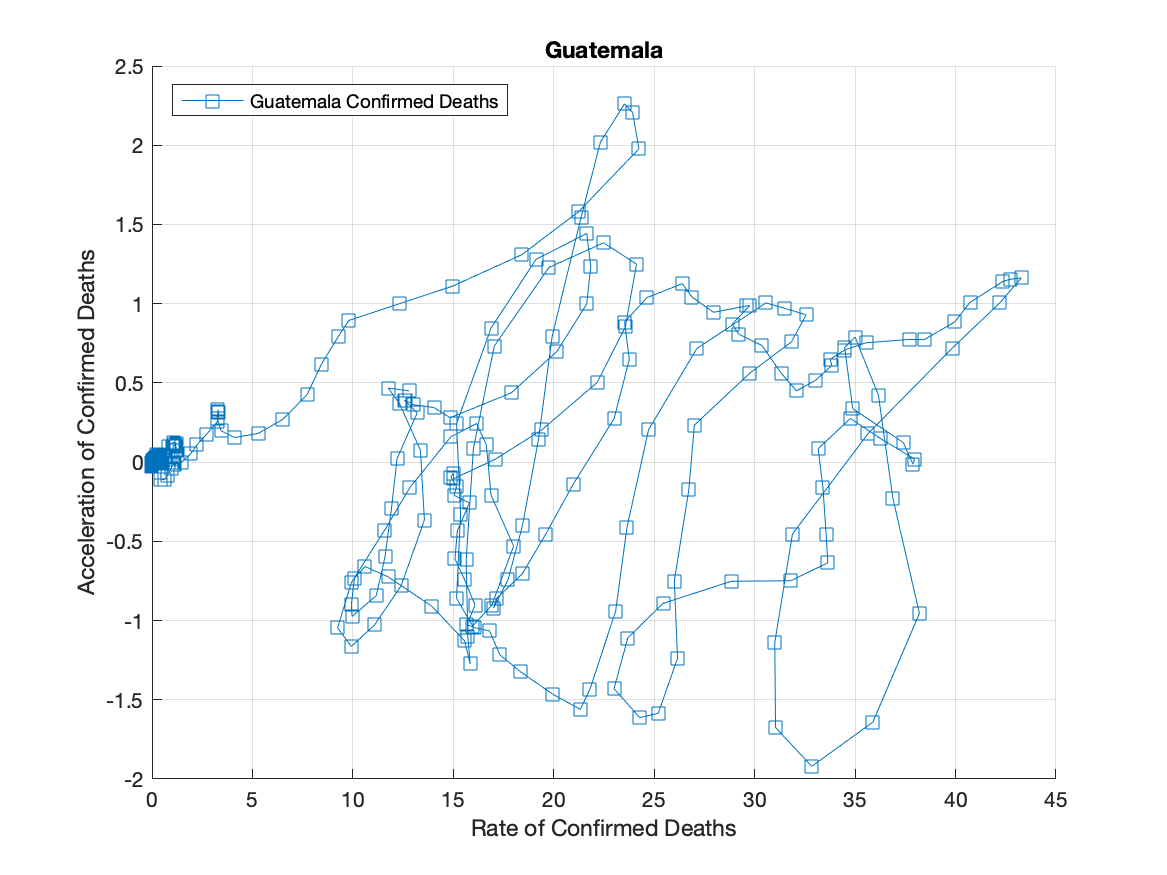 Guatemala
2.5
Guatemala Confirmed Deaths
2
1.5
1
0.5
0
-0.5
-1
-1.5
-2
Acceleration of Confirmed Deaths
0 5 10 15 20 25 30 35 40 45
Rate of Confirmed Deaths